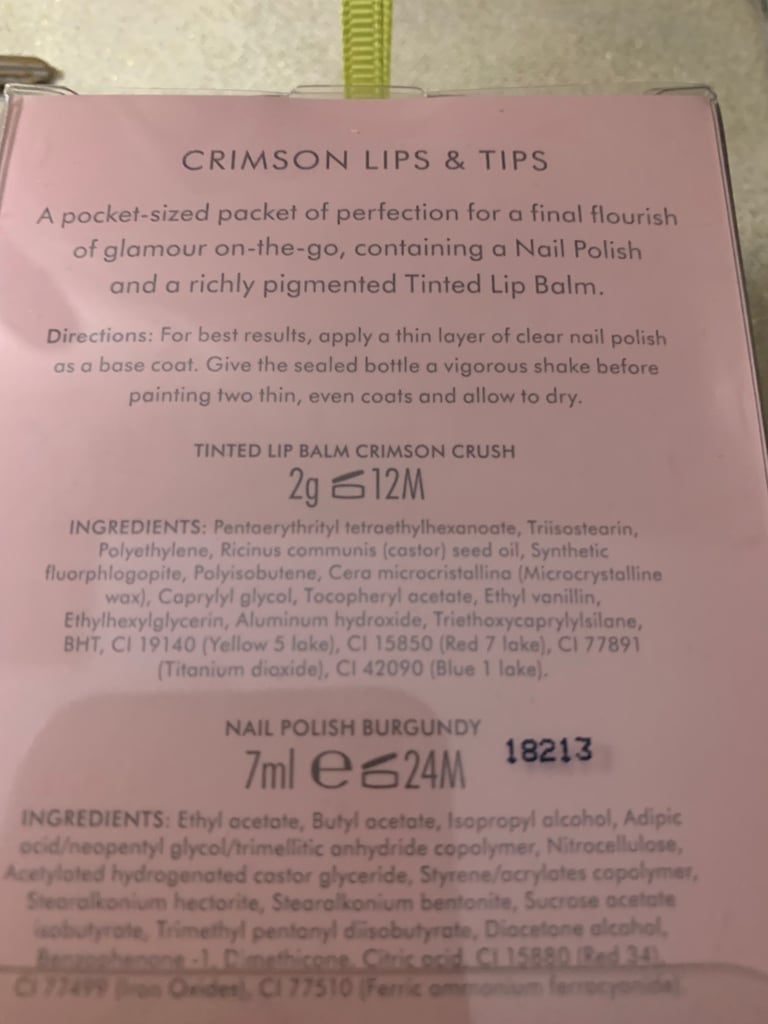 CRIMSON LIPS & TIPS
A pocket-sized packet of perfection for a final flourish
of glamour on-the-go, containing a Nail Polish
and a richly pigmented Tinted Lip Balm.
Directions: For best results, apply a thin layer of clear nail polish
as a base coat. Give the sealed bottle a vigorous shake before
painting two thin, even coats and allow to dry.
TINTED LIP BALM CRIMSON CRUSH
2g 12M
INGREDIENTS: Pentaerythrityl tetraethylhexanoate, Triisostearin,
Polyethylene, Ricinus communis (castor) seed oil, Synthetic
fluorphlogopite, Polyisobutene, Cera microcristallina (Microcrystalline
wax), Caprylyl glycol, Tocopheryl acetate, Ethyl vanillin,
Ethylhexylglycerin, Aluminum hydroxide, Triethoxycaprylylsilane,
BHT, CI 19140 (Yellow 5 lake), CI 15850 (Red 7 lake), CI 77891
(Titanium dioxide), CI 42090 (Blue 1 lake).
NAIL POLISH BURGUNDY
7ml e 24M
18213
INGREDIENTS: Ethyl acetate, Butyl acetate, Isopropyl alcohol, Adipic
acid/neopentyl glycol/trimellitic anhydride copolymer, Nitrocellulose,
Acetylated hydrogenated castor glyceride, Styrene/acrylates copolymer,
Stearalkonium hectorite, Stearalkonium bentonite, Sucrose acetate
isobutyrate, Trimethyl pentanyl diisobutyrate, Diacetone alcohol,
Benzophenone -1, Dimethicone, Citric acid, CI 15880 (Red 34),
CI 77499 (Iron Oxides), CI 77510 (Ferric ammonium ferrocyanide)